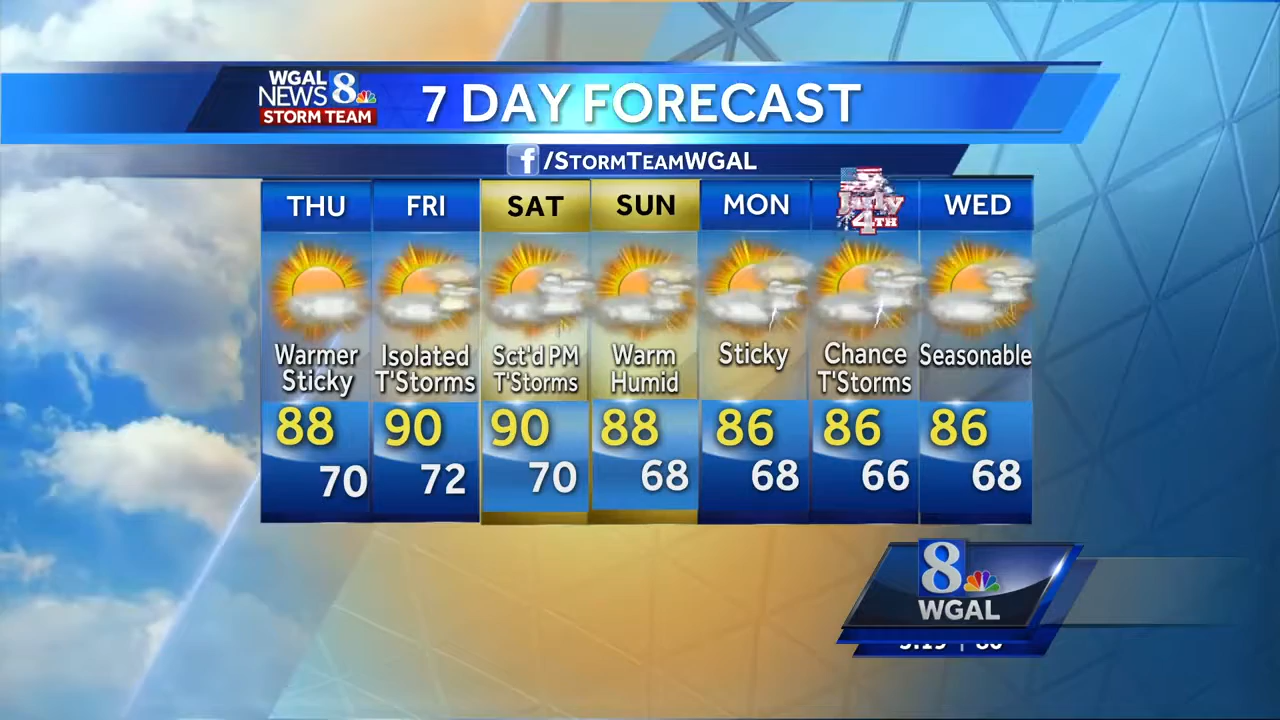 WGAL
NEWS 8
STORM TEAM
7 DAY FORECAST
f /STORMTEAMWGAL
THU FRI SAT SUN MON July 4TH WED
Warmer Sticky
Isolated T'Storms
Sct'd PM T'Storms
Warm Humid
Sticky
Chance T'Storms
Seasonable
88 90 90 88 86 86 86
70 72 70 68 68 66 68
8
WGAL